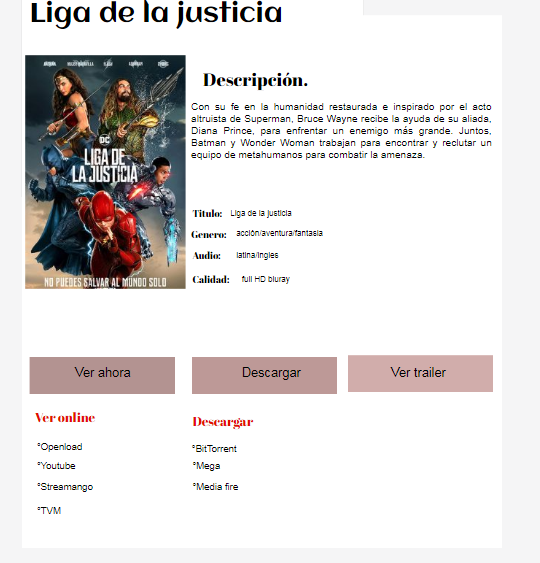 Liga de la justicia
Descripción.
Con su fe en la humanidad restaurada e inspirado por el acto
altruista de Superman, Bruce Wayne recibe la ayuda de su aliada,
Diana Prince, para enfrentar un enemigo más grande. Juntos,
Batman y Wonder Woman trabajan para encontrar y reclutar un
equipo de metahumanos para combatir la amenaza.
DC
LIGA DE
LA JUSTICIA
NO PUEDES SALVAR AL MUNDO SOLO
Titulo: Liga de la justicia
Genero: acción/aventura/fantasia
Audio: latina/ingles
Calidad: full HD bluray
Ver ahora
Descargar
Ver trailer
Ver online
°Openload
°Youtube
°Streamango
°TVM
Descargar
°BitTorrent
°Mega
°Media fire